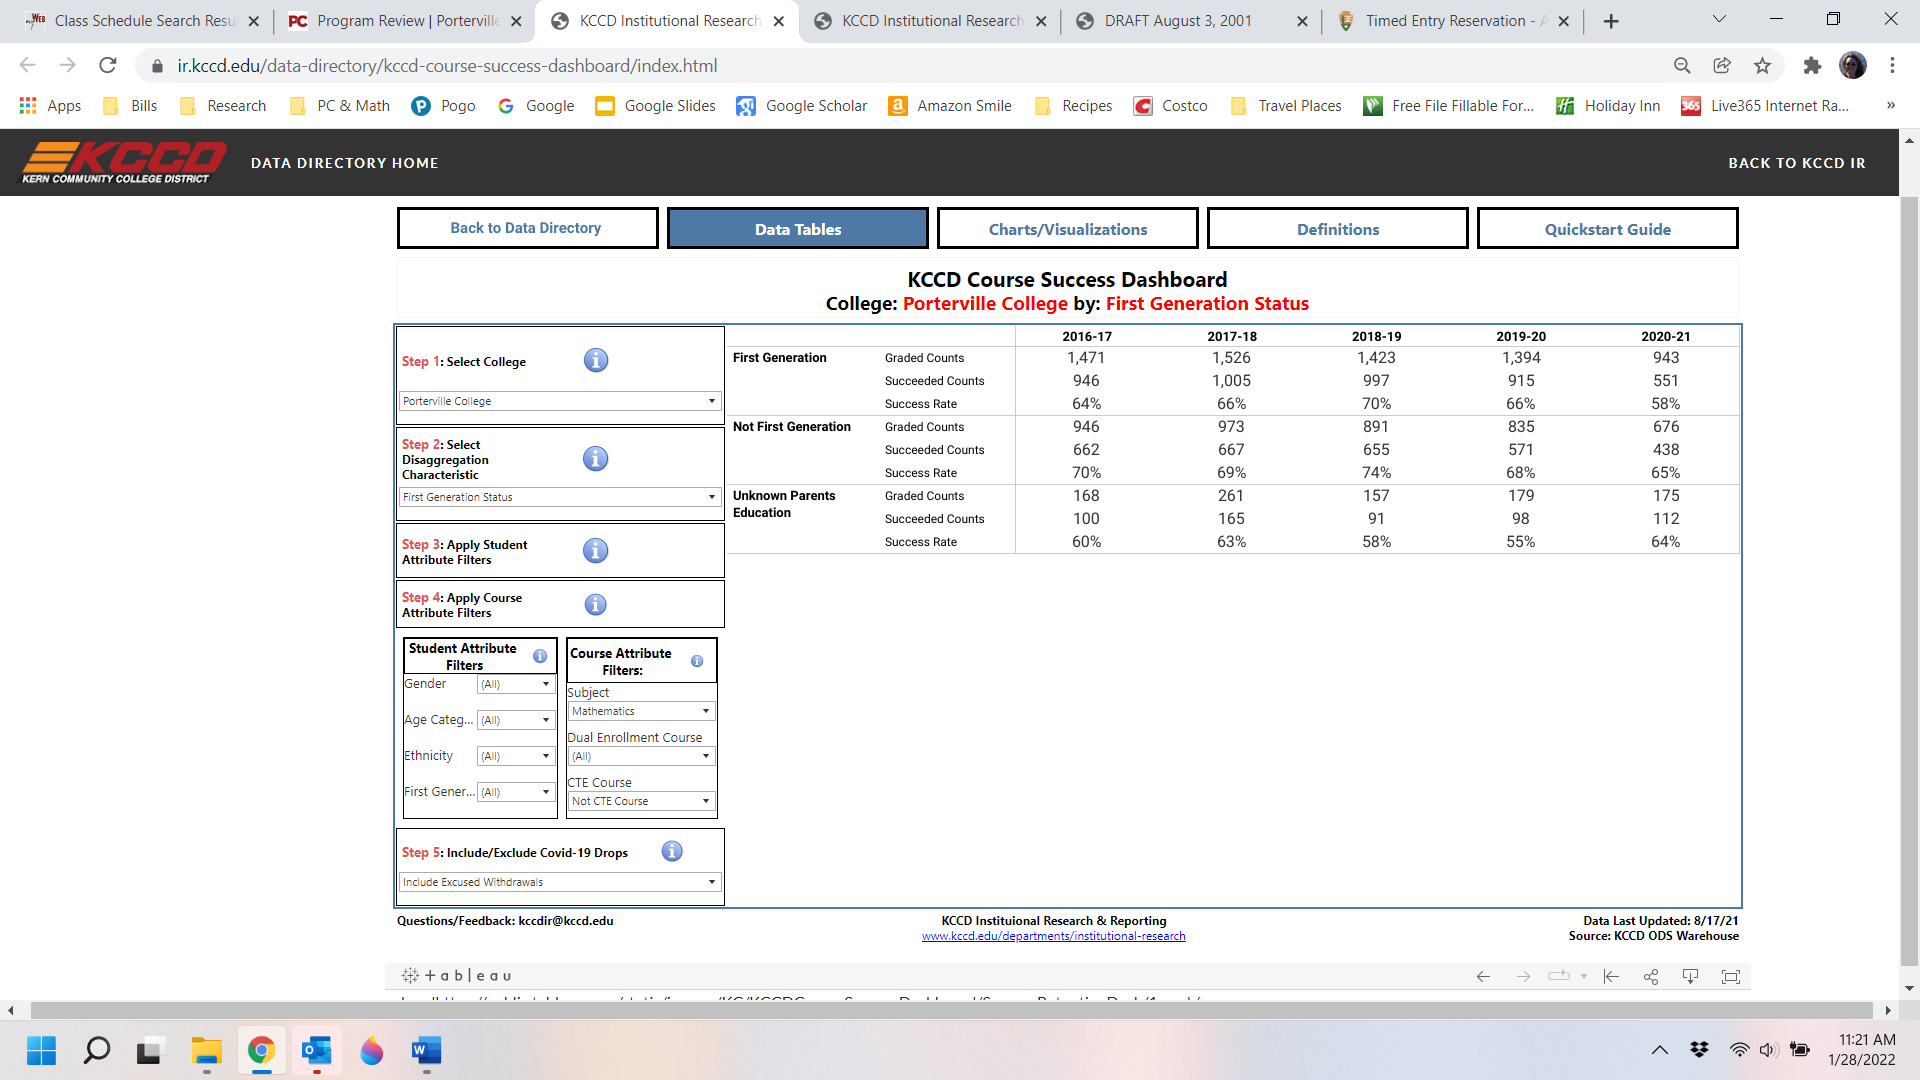 Class Schedule Search Resu
Program Review | Porterville
KCCD Institutional Research
KCCD Institutional Research
DRAFT August 3, 2001
Timed Entry Reservation - A
ir.kccd.edu/data-directory/kccd-course-success-dashboard/index.html
Apps Bills Research PC & Math Pogo Google Google Slides Google Scholar Amazon Smile Recipes Costco Travel Places Free File Fillable For... Holiday Inn Live365 Internet Ra... »
KCCD
KERN COMMUNITY COLLEGE DISTRICT
DATA DIRECTORY HOME
BACK TO KCCD IR
Back to Data Directory
Data Tables
Charts/Visualizations
Definitions
Quickstart Guide
KCCD Course Success Dashboard
College: Porterville College by: First Generation Status
Step 1: Select College
Porterville College
Step 2: Select
Disaggregation
Characteristic
First Generation Status
Step 3: Apply Student
Attribute Filters
Step 4: Apply Course
Attribute Filters
Student Attribute
Filters
Gender (All)
Age Categ... (All)
Ethnicity (All)
First Gener... (All)
Course Attribute
Filters:
Subject
Mathematics
Dual Enrollment Course
(All)
CTE Course
Not CTE Course
Step 5: Include/Exclude Covid-19 Drops
Include Excused Withdrawals
2016-17 2017-18 2018-19 2019-20 2020-21
First Generation Graded Counts 1,471 1,526 1,423 1,394 943
Succeeded Counts 946 1,005 997 915 551
Success Rate 64% 66% 70% 66% 58%
Not First Generation Graded Counts 946 973 891 835 676
Succeeded Counts 662 667 655 571 438
Success Rate 70% 69% 74% 68% 65%
Unknown Parents Education Graded Counts 168 261 157 179 175
Succeeded Counts 100 165 91 98 112
Success Rate 60% 63% 58% 55% 64%
Questions/Feedback: kccdir@kccd.edu
KCCD Instituional Research & Reporting
www.kccd.edu/departments/institutional-research
Data Last Updated: 8/17/21
Source: KCCD ODS Warehouse
+ a b | e a u
11:21 AM
1/28/2022